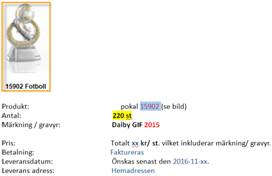 15902 Fotboll
Produkt: pokal 15902 (se bild)
Antal: 220 st
Märkning / gravyr: Dalby GIF 2015
Pris: Totalt xx kr/ st. vilket inkluderar märkning/ gravyr.
Betalning: Faktureras
Leveransdatum: Önskas senast den 2016-11-xx.
Leverans adress: Hemadressen